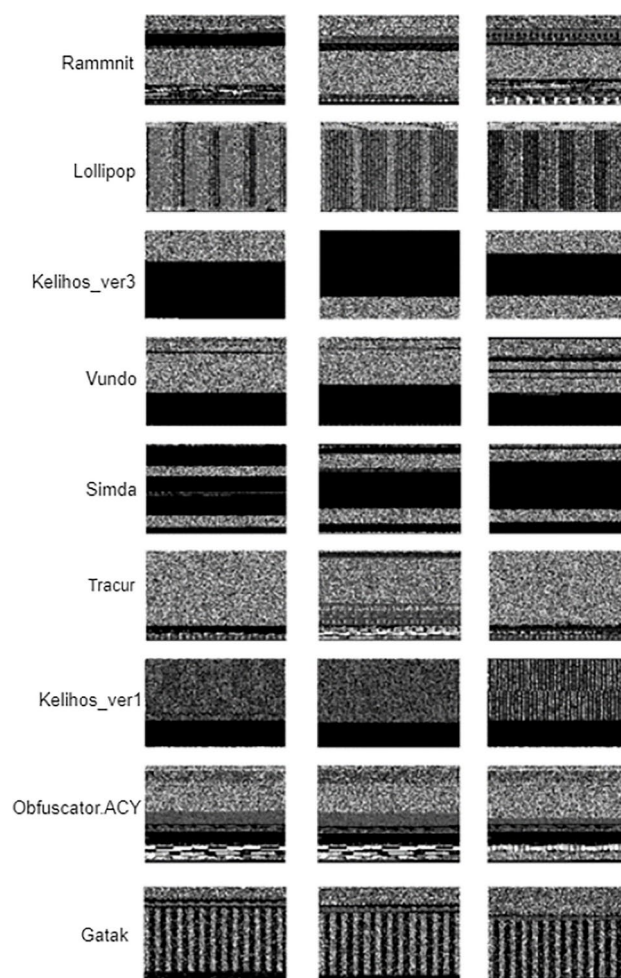 Rammnit
Lollipop
Kelihos_ver3
Vundo
Simda
Tracur
Kelihos_ver1
Obfuscator.ACY
Gatak